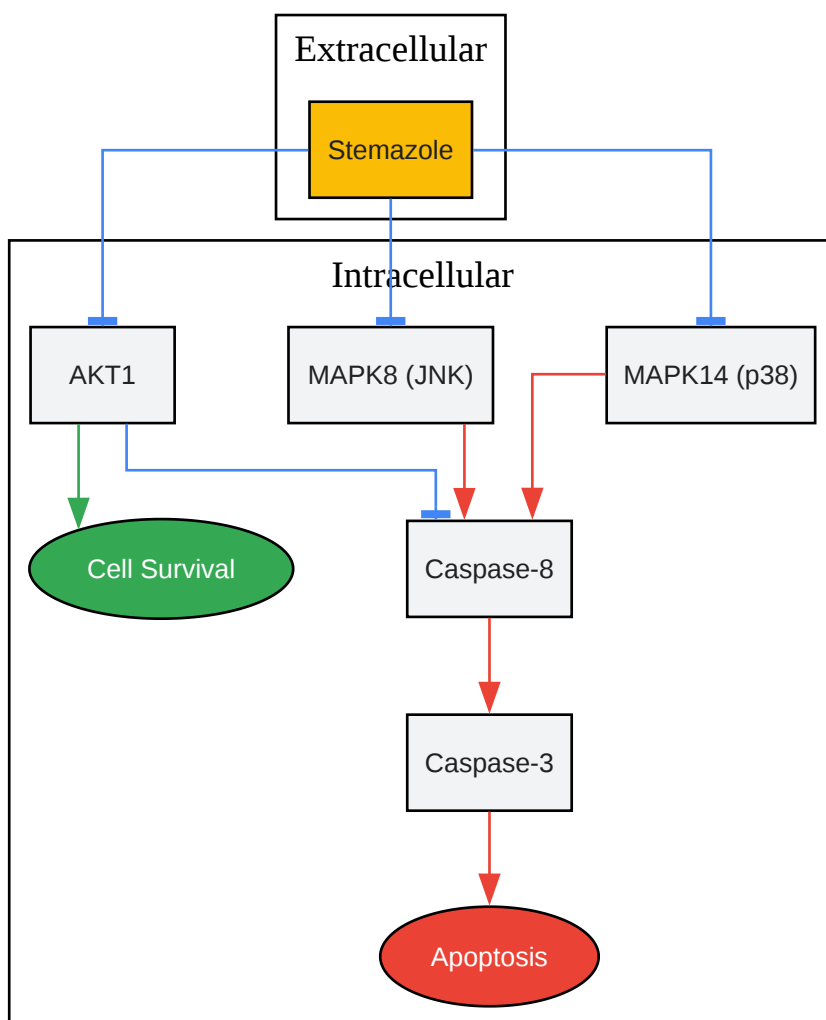 Extracellular
Stemazole
Intracellular
AKT1
MAPK8 (JNK)
MAPK14 (p38)
Cell Survival
Caspase-8
Caspase-3
Apoptosis